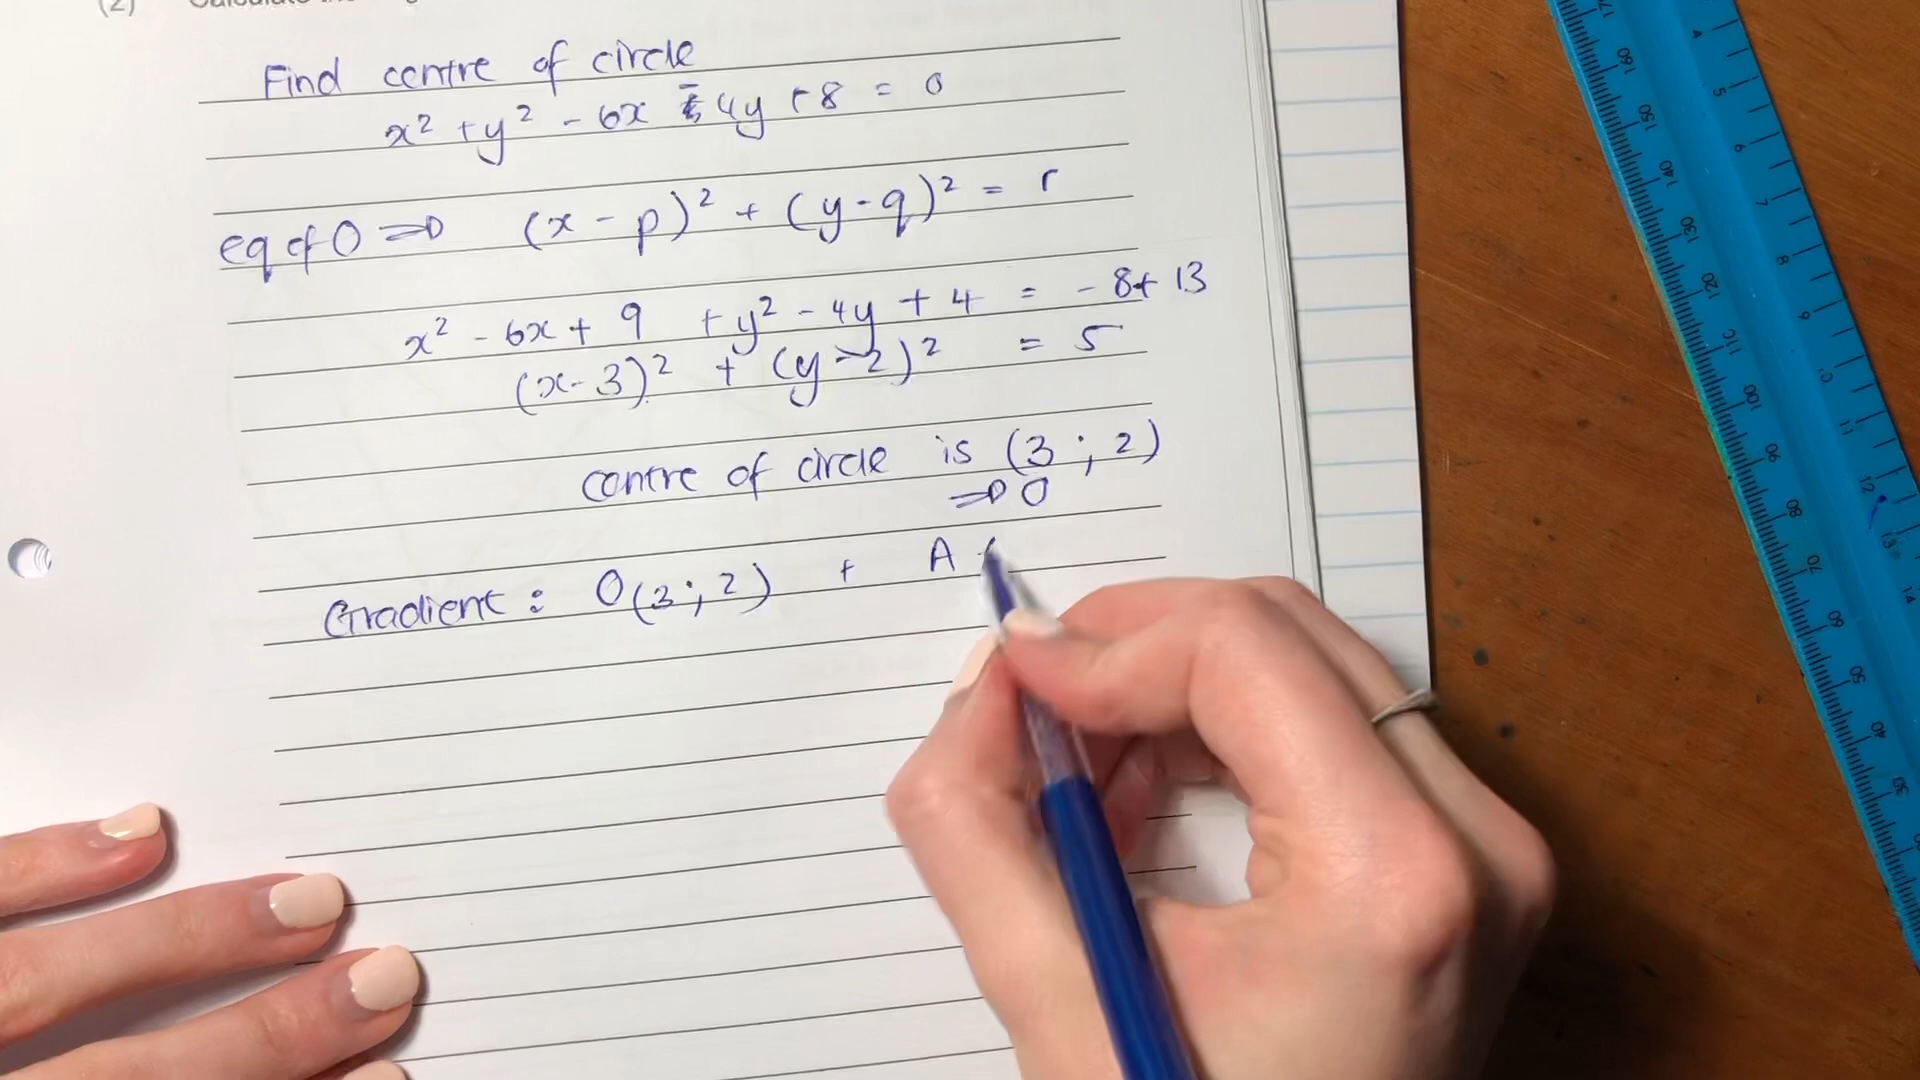 (2)
Find centre of circle
x² + y² - 6x - 4y + 8 = 0
eq of O => (x - p)² + (y - q)² = r
x² - 6x + 9 + y² - 4y + 4 = - 8 + 13
(x - 3)² + (y - 2)² = 5
centre of circle is (3 ; 2)
=> O
Gradient : O(3 ; 2) + A (